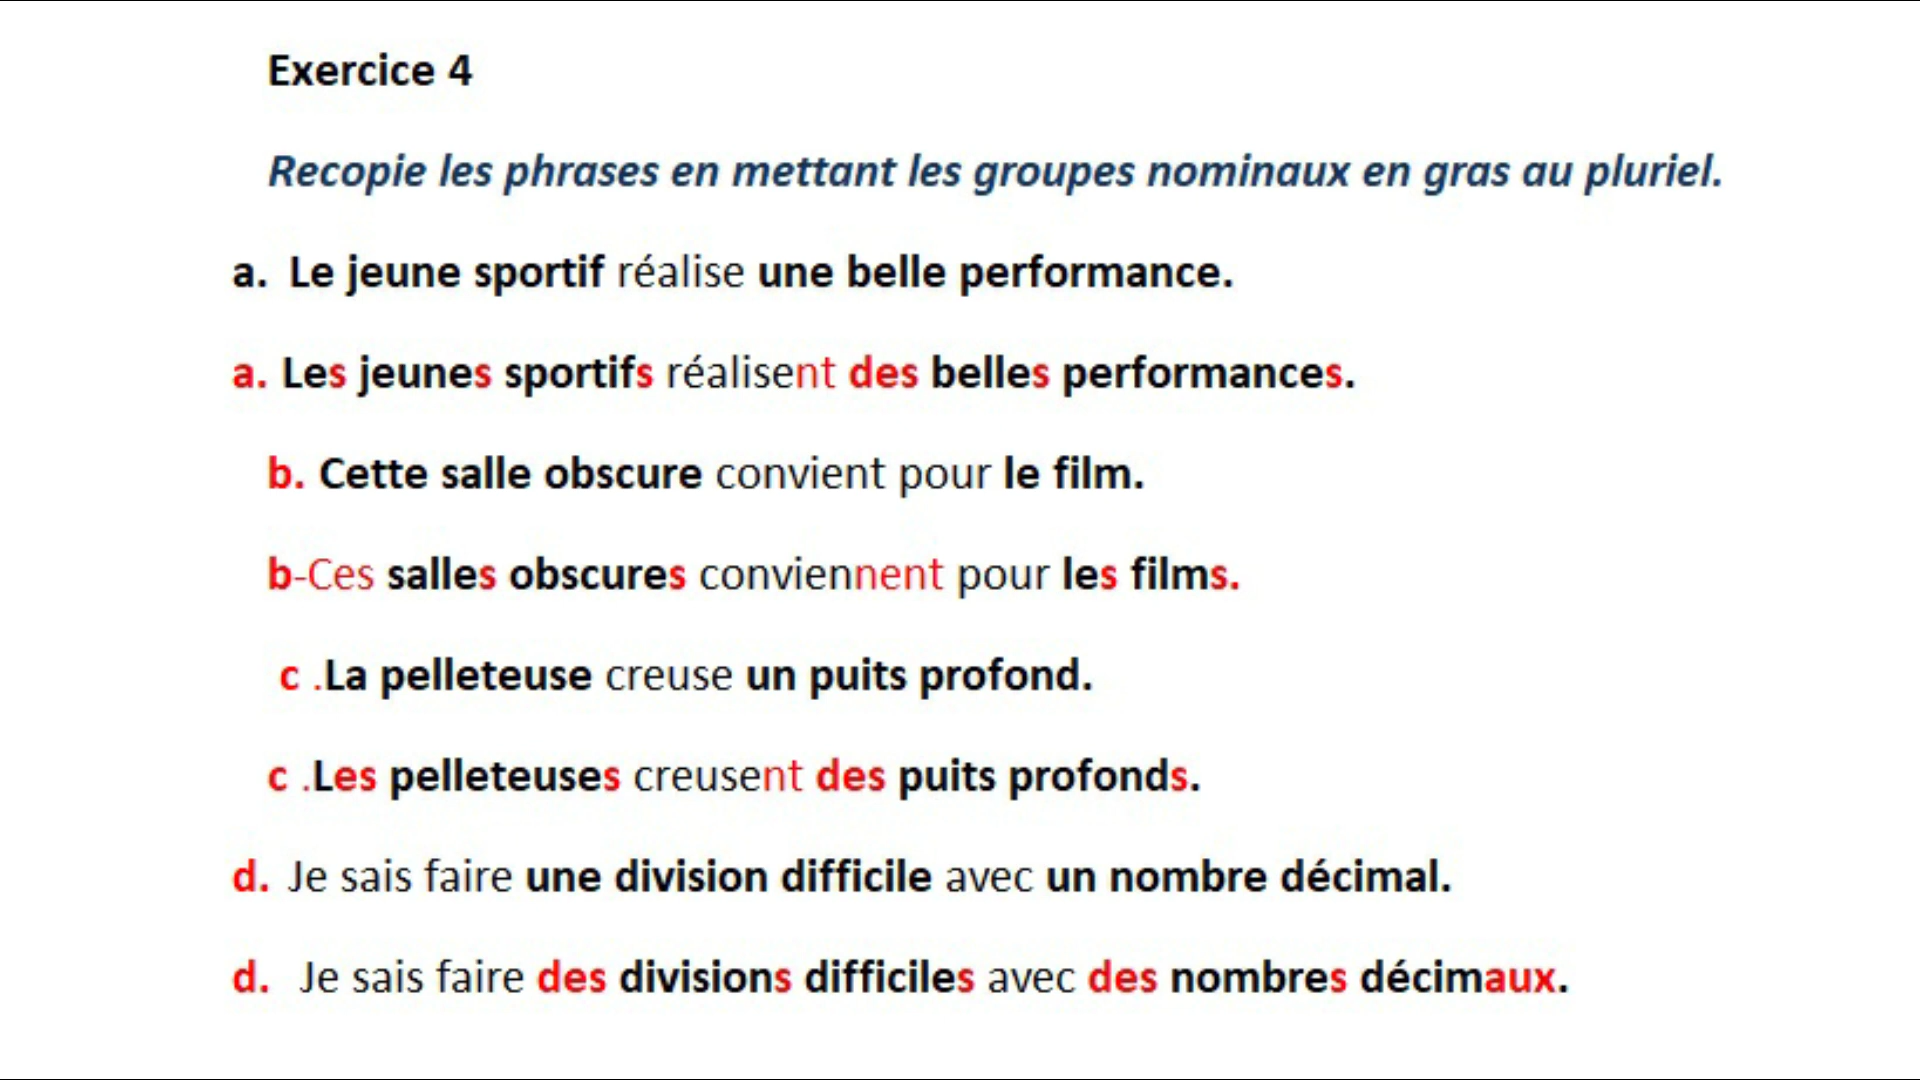 Exercice 4
Recopie les phrases en mettant les groupes nominaux en gras au pluriel.
a. Le jeune sportif réalise une belle performance.
a. Les jeunes sportifs réalisent des belles performances.
b. Cette salle obscure convient pour le film.
b-Ces salles obscures conviennent pour les films.
c .La pelleteuse creuse un puits profond.
c .Les pelleteuses creusent des puits profonds.
d. Je sais faire une division difficile avec un nombre décimal.
d. Je sais faire des divisions difficiles avec des nombres décimaux.